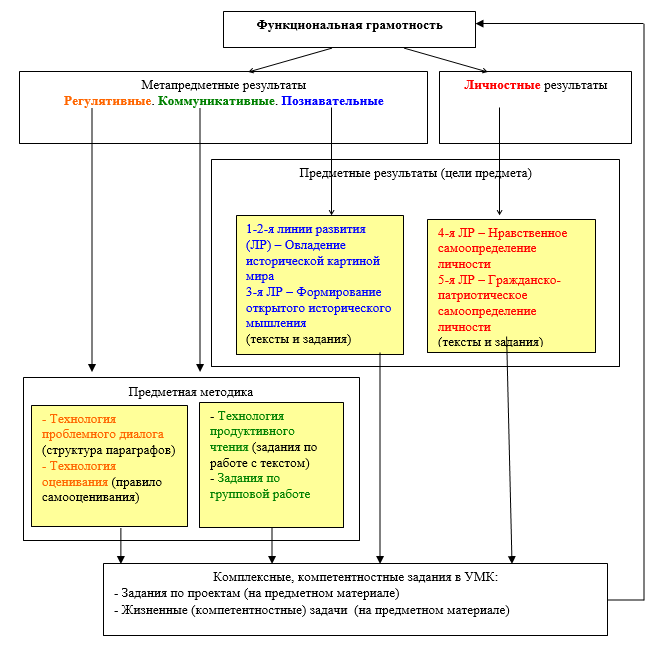 Функциональная грамотность
Метапредметные результаты
Регулятивные. Коммуникативные. Познавательные
Личностные результаты
Предметные результаты (цели предмета)
1-2-я линии развития
(ЛР) – Овладение
исторической картиной
мира
3-я ЛР – Формирование
открытого исторического
мышления
(тексты и задания)
4-я ЛР – Нравственное
самоопределение
личности
5-я ЛР – Гражданско-
патриотическое
самоопределение
личности
(тексты и задания)
Предметная методика
- Технология
проблемного диалога
(структура параграфов)
- Технология
оценивания (правило
самооценивания)
- Технология
продуктивного
чтения (задания по
работе с текстом)
- Задания по
групповой работе
Комплексные, компетентностные задания в УМК:
- Задания по проектам (на предметном материале)
- Жизненные (компетентностные) задачи (на предметном материале)